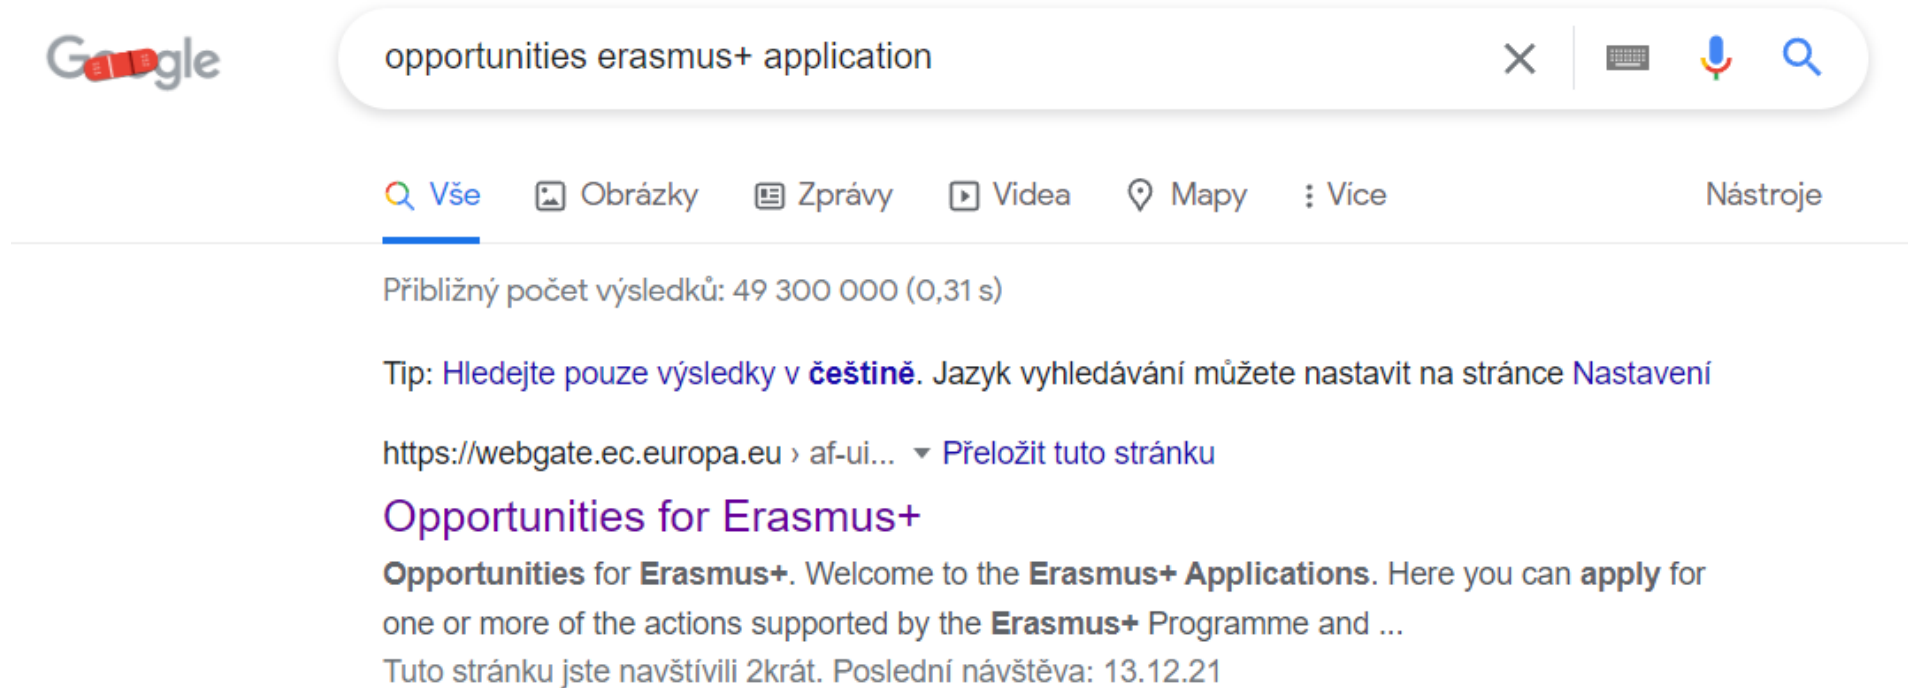 Google
opportunities erasmus+ application
Vše Obrázky Zprávy Videa Mapy Více Nástroje
Přibližný počet výsledků: 49 300 000 (0,31 s)
Tip: Hledejte pouze výsledky v češtině. Jazyk vyhledávání můžete nastavit na stránce Nastavení
https://webgate.ec.europa.eu › af-ui... Přeložit tuto stránku
Opportunities for Erasmus+
Opportunities for Erasmus+. Welcome to the Erasmus+ Applications. Here you can apply for
one or more of the actions supported by the Erasmus+ Programme and ...
Tuto stránku jste navštívili 2krát. Poslední návštěva: 13.12.21